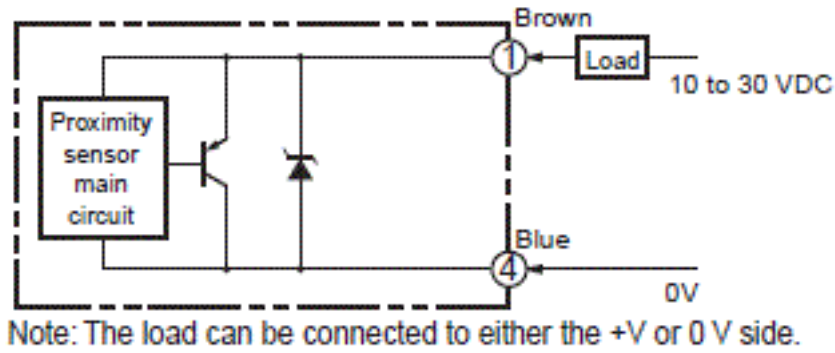 Brown
1
Load
10 to 30 VDC
Proximity
sensor
main
circuit
Blue
4
0V
Note: The load can be connected to either the +V or 0 V side.